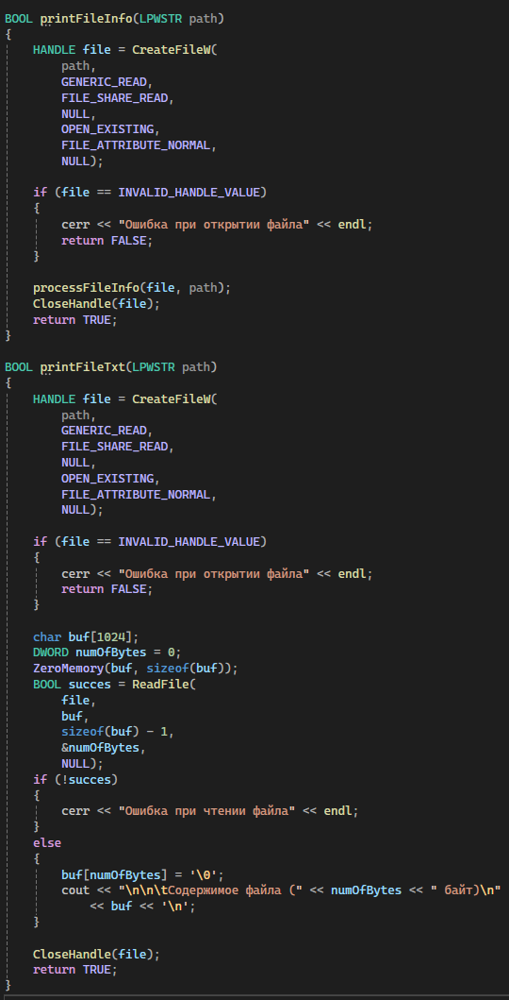 BOOL printFileInfo(LPWSTR path)
{
    HANDLE file = CreateFileW(
        path,
        GENERIC_READ,
        FILE_SHARE_READ,
        NULL,
        OPEN_EXISTING,
        FILE_ATTRIBUTE_NORMAL,
        NULL);

    if (file == INVALID_HANDLE_VALUE)
    {
        cerr << "Ошибка при открытии файла" << endl;
        return FALSE;
    }

    processFileInfo(file, path);
    CloseHandle(file);
    return TRUE;
}

BOOL printFileTxt(LPWSTR path)
{
    HANDLE file = CreateFileW(
        path,
        GENERIC_READ,
        FILE_SHARE_READ,
        NULL,
        OPEN_EXISTING,
        FILE_ATTRIBUTE_NORMAL,
        NULL);

    if (file == INVALID_HANDLE_VALUE)
    {
        cerr << "Ошибка при открытии файла" << endl;
        return FALSE;
    }

    char buf[1024];
    DWORD numOfBytes = 0;
    ZeroMemory(buf, sizeof(buf));
    BOOL succes = ReadFile(
        file,
        buf,
        sizeof(buf) - 1,
        &numOfBytes,
        NULL);
    if (!succes)
    {
        cerr << "Ошибка при чтении файла" << endl;
    }
    else
    {
        buf[numOfBytes] = '\0';
        cout << "\n\n\tСодержимое файла (" << numOfBytes << " байт)\n"
            << buf << '\n';
    }

    CloseHandle(file);
    return TRUE;
}